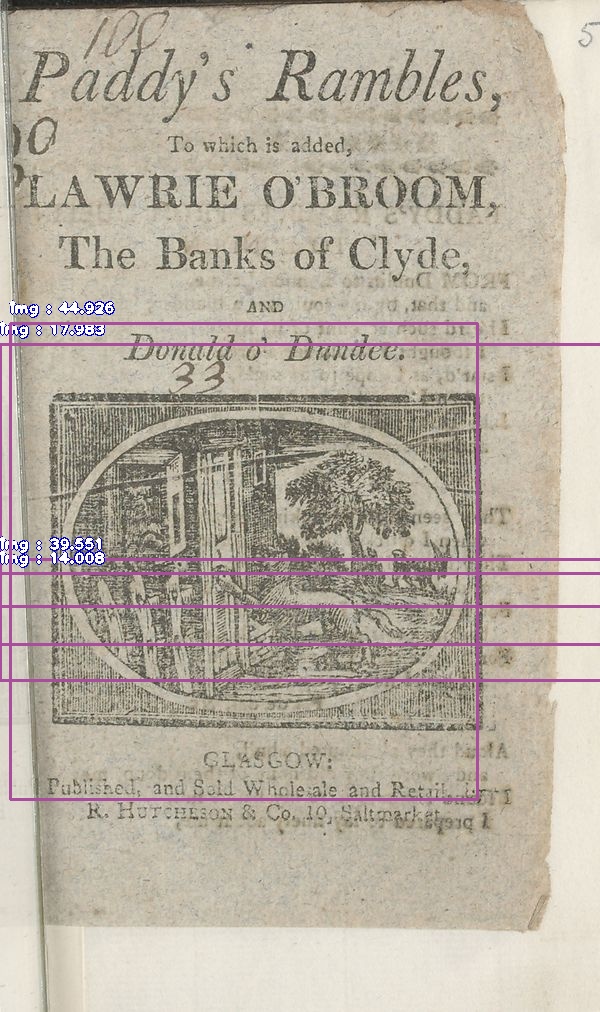 100
5
Paddy's Rambles,
To which is added,
LAWRIE O'BROOM,
The Banks of Clyde,
AND
Donald o' Dundee.
33
Img : 44.926
Img : 17.983
Img : 39.551
Img : 14.008
GLASGOW:
Published, and Sold Wholesale and Retail,
R. HUTCHESON & Co. 10, Saltmarket.